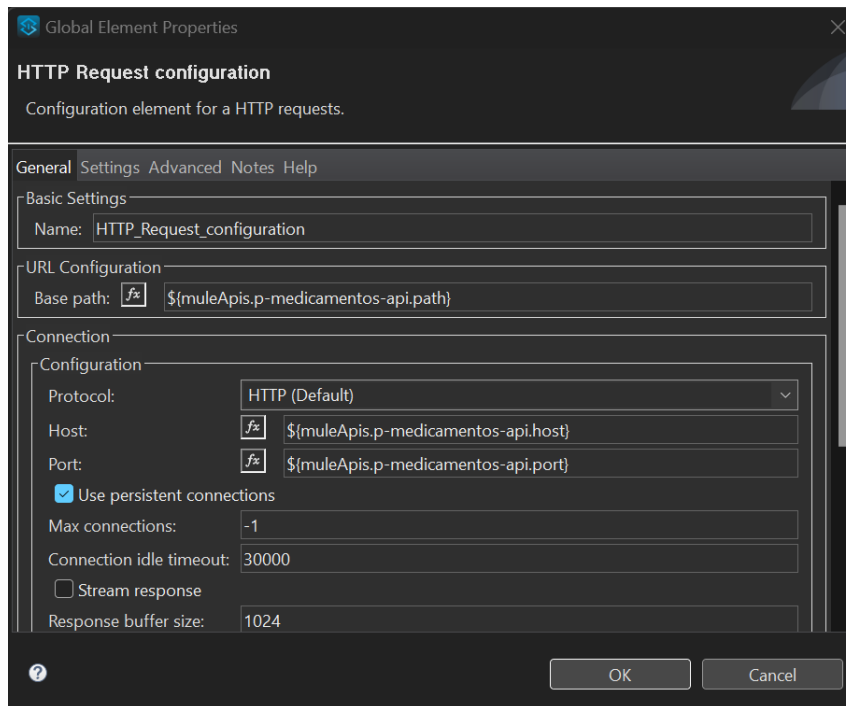 Global Element Properties
HTTP Request configuration
Configuration element for a HTTP requests.
General Settings Advanced Notes Help
Basic Settings
Name: HTTP_Request_configuration
URL Configuration
Base path: fx ${muleApis.p-medicamentos-api.path}
Connection
Configuration
Protocol: HTTP (Default)
Host: fx ${muleApis.p-medicamentos-api.host}
Port: fx ${muleApis.p-medicamentos-api.port}
Use persistent connections
Max connections: -1
Connection idle timeout: 30000
Stream response
Response buffer size: 1024
? OK Cancel